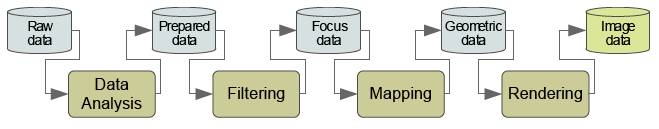 Raw
data
Prepared
data
Focus
data
Geometric
data
Image
data
Data
Analysis
Filtering
Mapping
Rendering